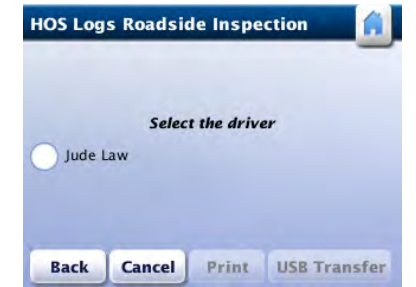 HOS Logs Roadside Inspection
Select the driver
Jude Law
Back Cancel Print USB Transfer